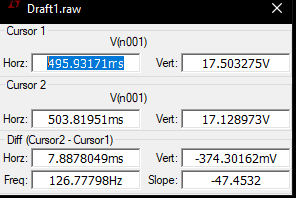 Draft1.raw
Cursor 1
V(n001)
Horz: 495.93171ms Vert: 17.503275V
Cursor 2
V(n001)
Horz: 503.81951ms Vert: 17.128973V
Diff (Cursor2 - Cursor1)
Horz: 7.8878049ms Vert: -374.30162mV
Freq: 126.77798Hz Slope: -47.4532